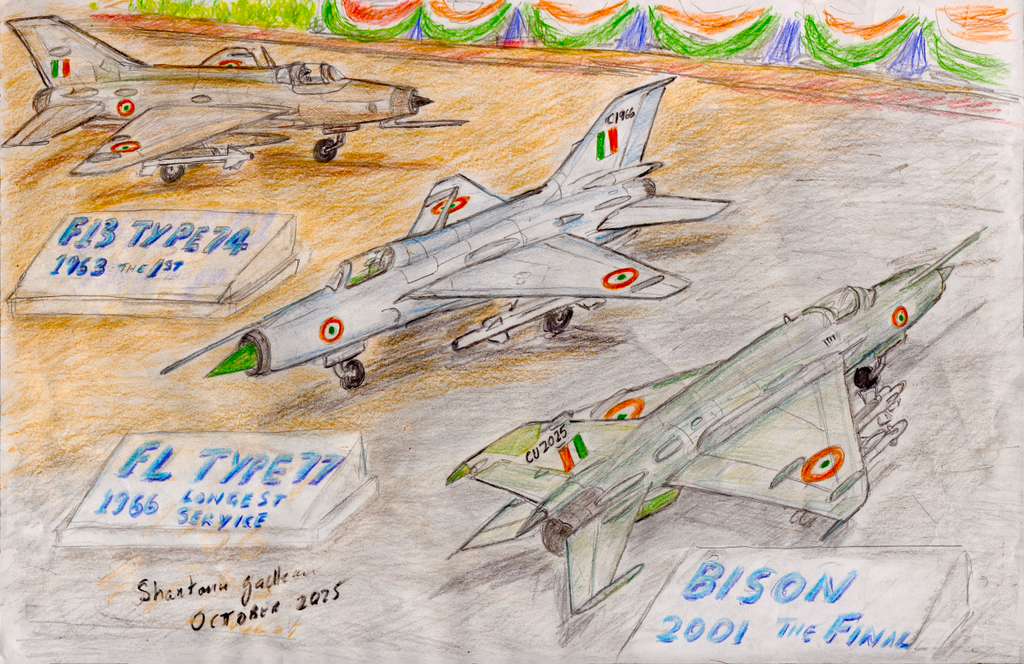 C1966
F13 TYPE 74
1963 THE 1ST
FL TYPE 77
1966 LONGEST
SERVICE
CU2025
BISON
2001 THE FINAL
Shantanu
OCTOBER 2025